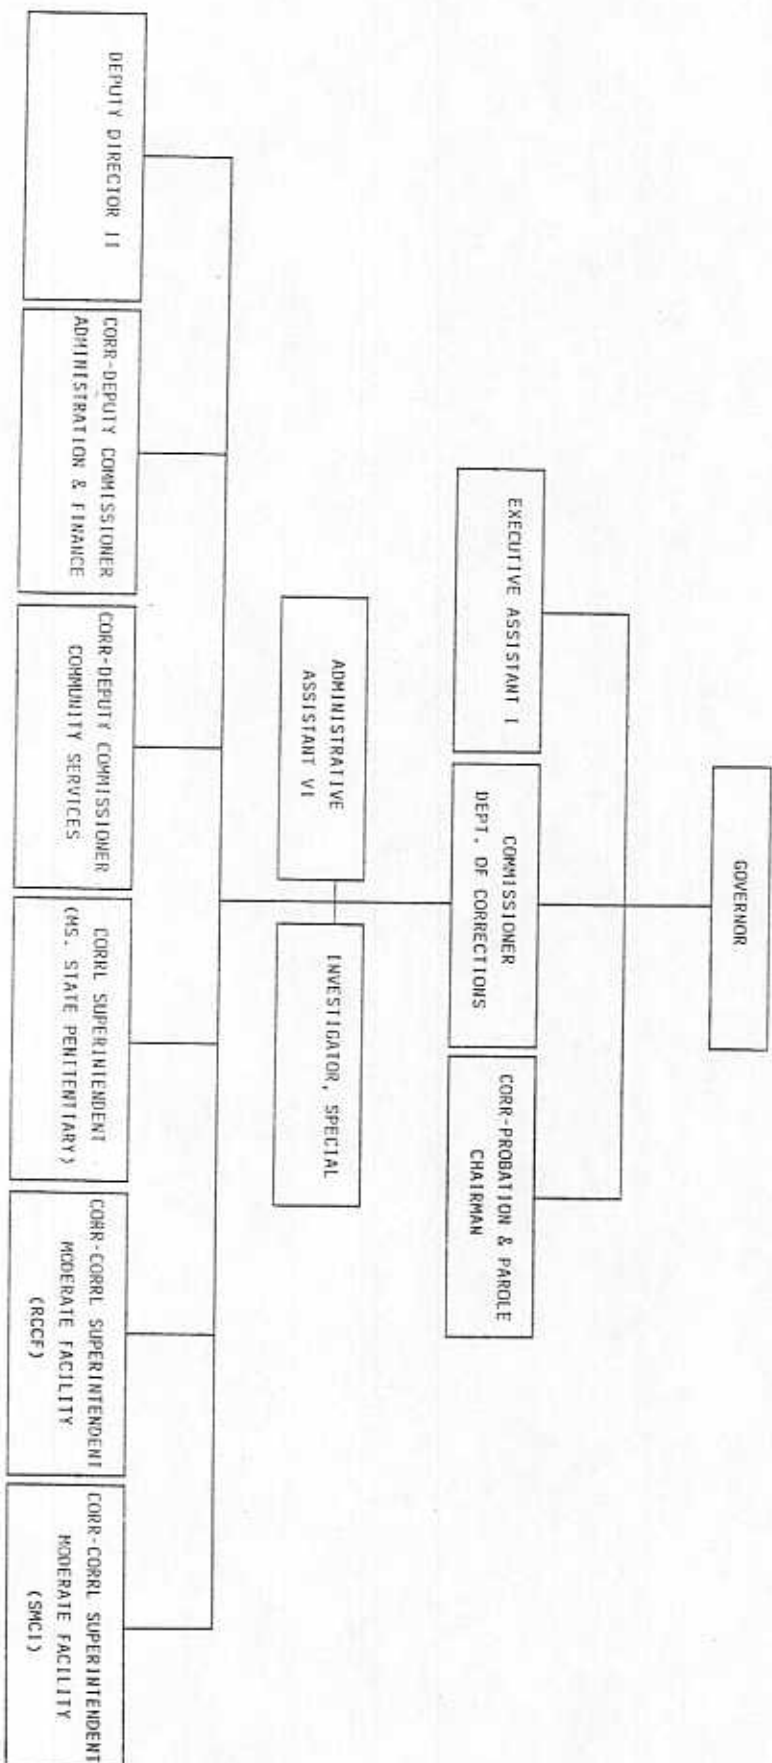 GOVERNOR
EXECUTIVE ASSISTANT I
COMMISSIONER
DEPT. OF CORRECTIONS
CORR-PROBATION & PAROLE
CHAIRMAN
ADMINISTRATIVE
ASSISTANT VI
INVESTIGATOR, SPECIAL
DEPUTY DIRECTOR II
CORR-DEPUTY COMMISSIONER
ADMINISTRATION & FINANCE
CORR-DEPUTY COMMISSIONER
COMMUNITY SERVICES
CORRL SUPERINTENDENT
(MS. STATE PENITENTIARY)
CORR-CORRL SUPERINTENDENT
MODERATE FACILITY
(RCCF)
CORR-CORRL SUPERINTENDENT
MODERATE FACILITY
(SMCI)